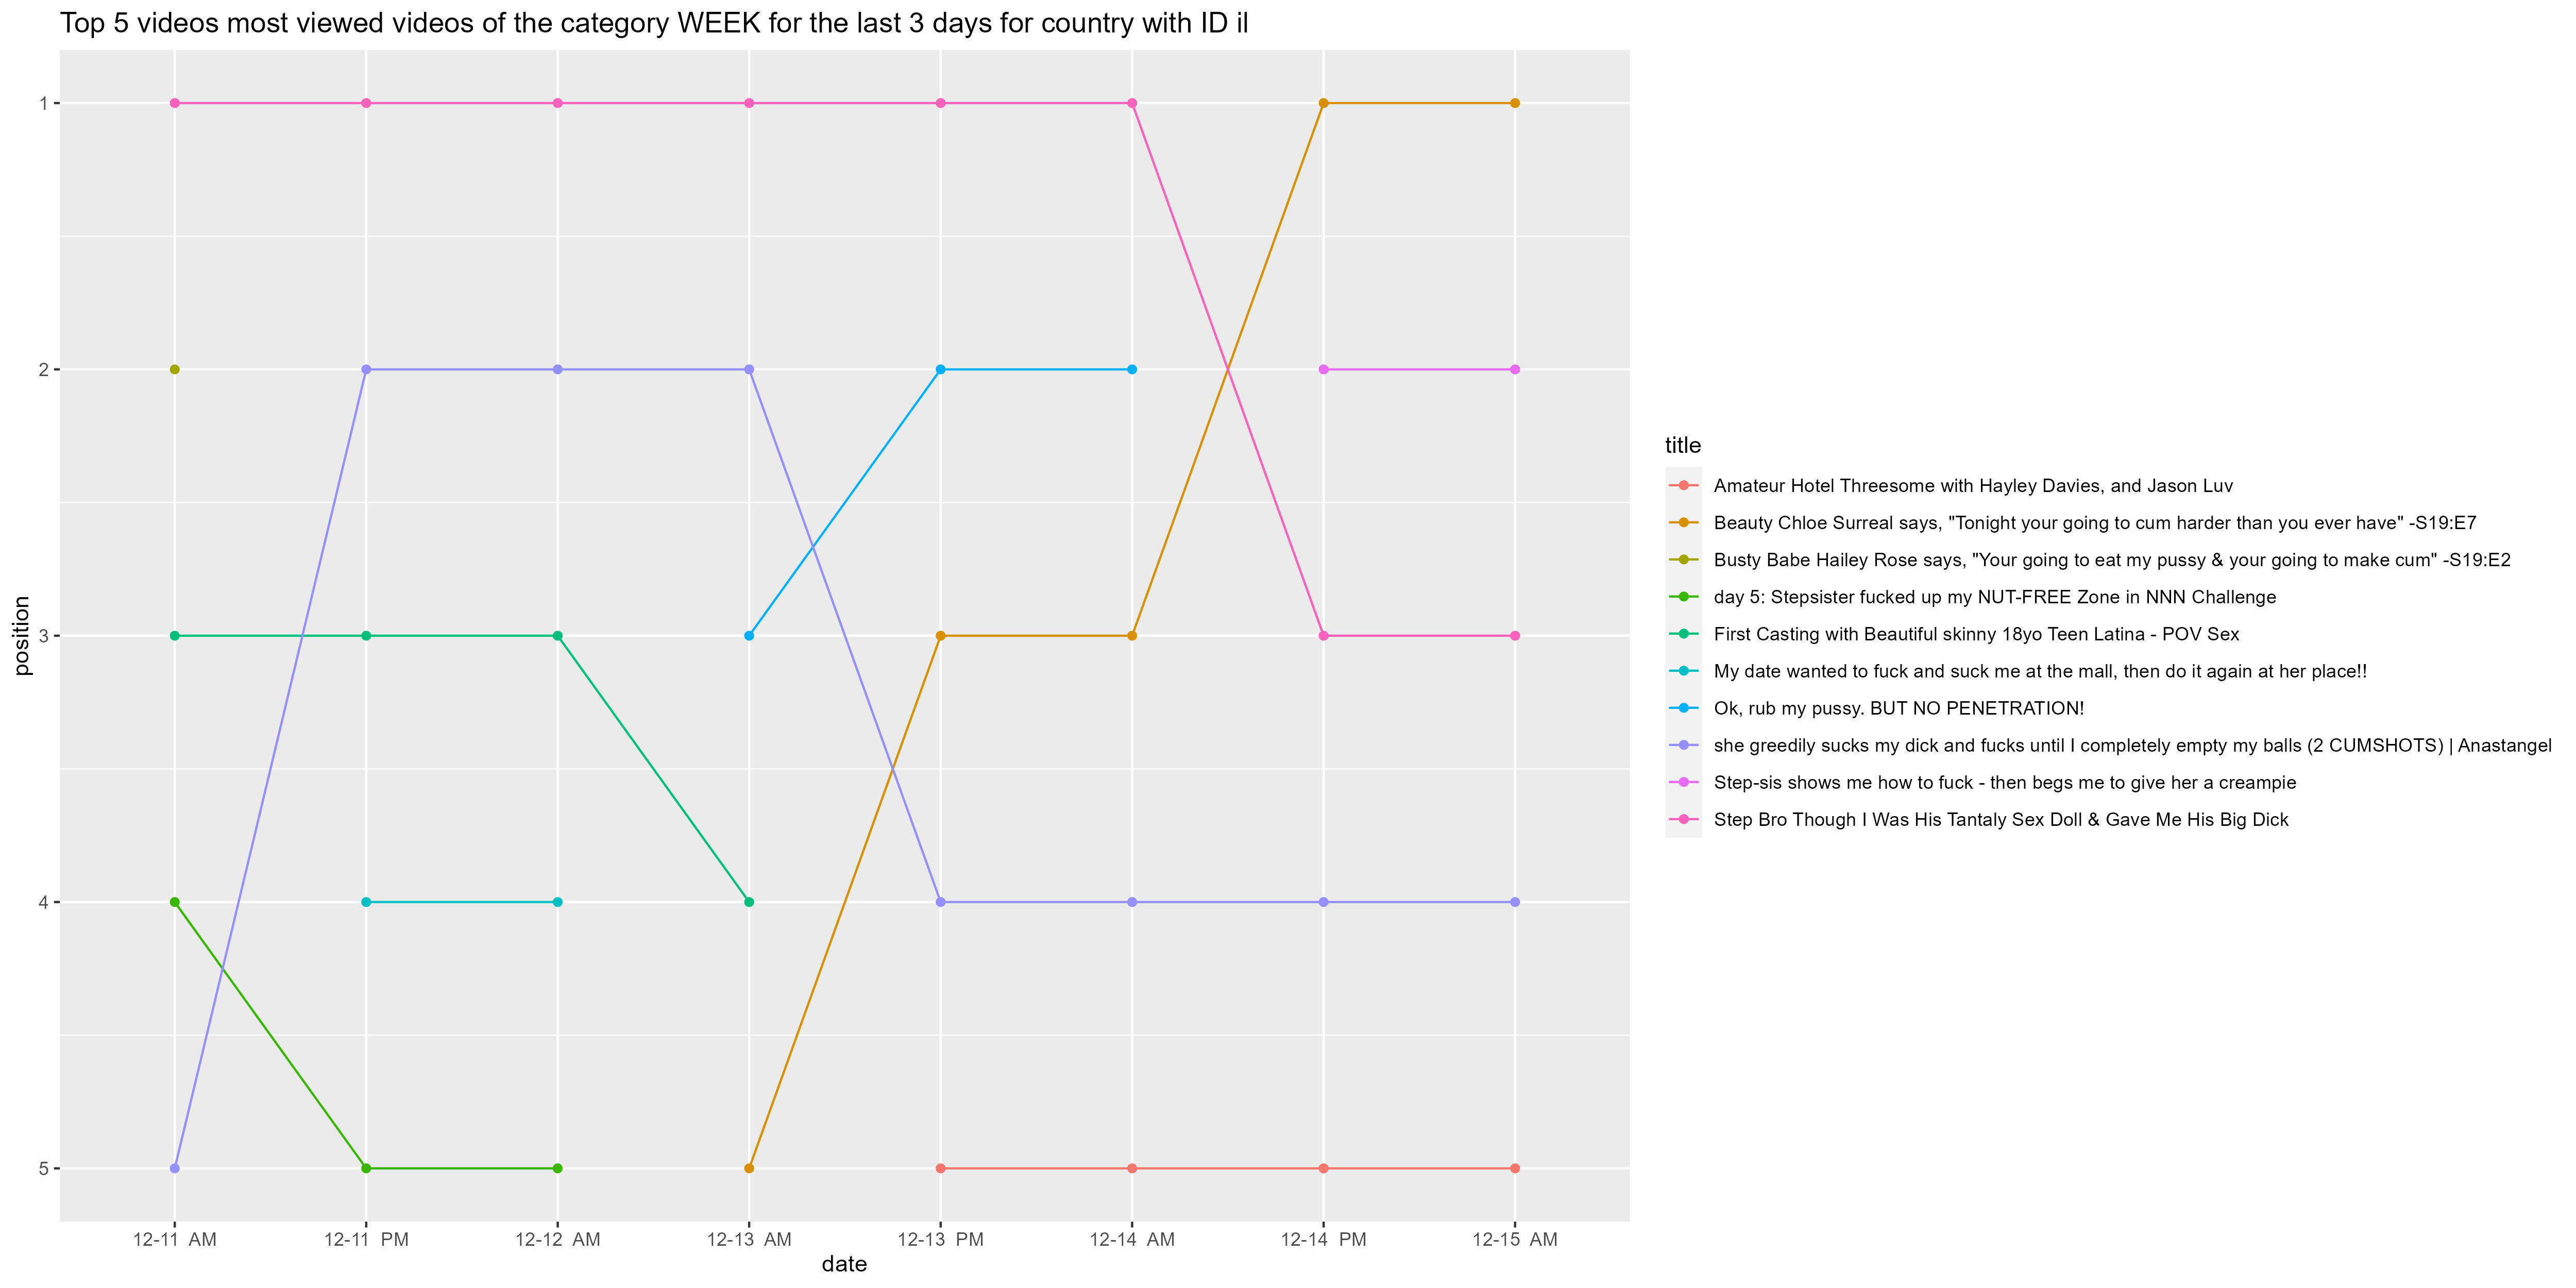 Top 5 videos most viewed videos of the category WEEK for the last 3 days for country with ID il
position
1
2
3
4
5
12-11 AM
12-11 PM
12-12 AM
12-13 AM
12-13 PM
12-14 AM
12-14 PM
12-15 AM
date
title
Amateur Hotel Threesome with Hayley Davies, and Jason Luv
Beauty Chloe Surreal says, "Tonight your going to cum harder than you ever have" -S19:E7
Busty Babe Hailey Rose says, "Your going to eat my pussy & your going to make cum" -S19:E2
day 5: Stepsister fucked up my NUT-FREE Zone in NNN Challenge
First Casting with Beautiful skinny 18yo Teen Latina - POV Sex
My date wanted to fuck and suck me at the mall, then do it again at her place!!
Ok, rub my pussy. BUT NO PENETRATION!
she greedily sucks my dick and fucks until I completely empty my balls (2 CUMSHOTS) | Anastangel
Step-sis shows me how to fuck - then begs me to give her a creampie
Step Bro Though I Was His Tantaly Sex Doll & Gave Me His Big Dick